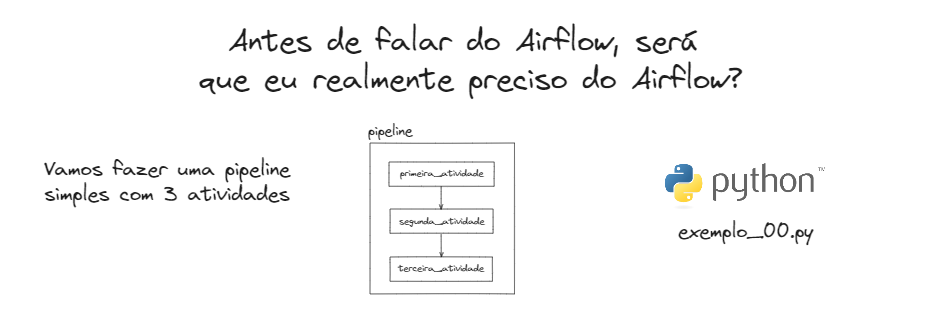 Antes de falar do Airflow, será
que eu realmente preciso do Airflow?
Vamos fazer uma pipeline
simples com 3 atividades
pipeline
primeira_atividade
segunda_atividade
terceira_atividade
python™
exemplo_00.py